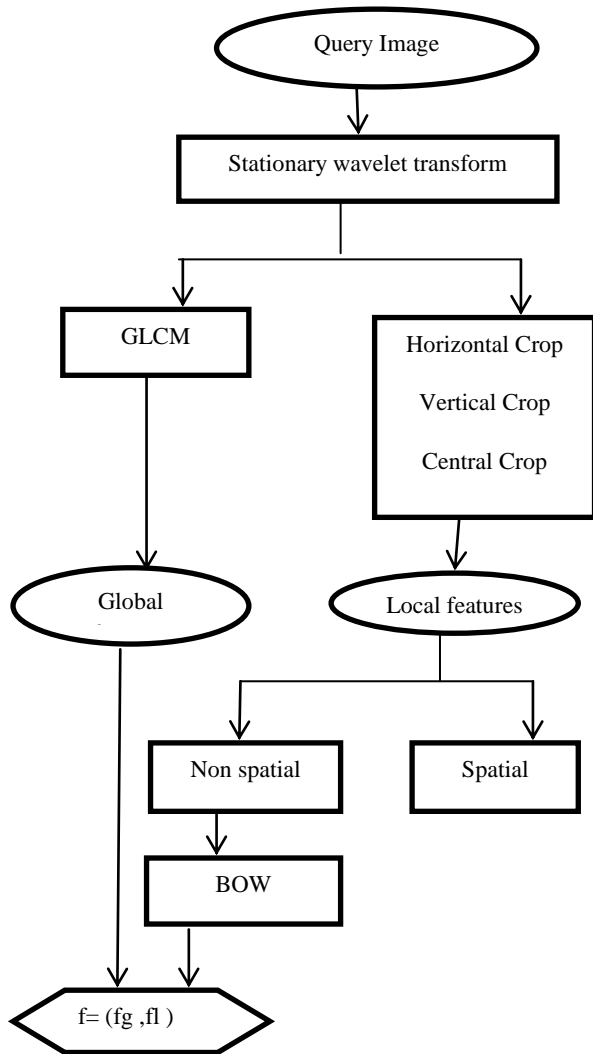 Query Image
Stationary wavelet transform
GLCM
Horizontal Crop
Vertical Crop
Central Crop
Global
Local features
Non spatial
Spatial
BOW
f= (fg ,fl )